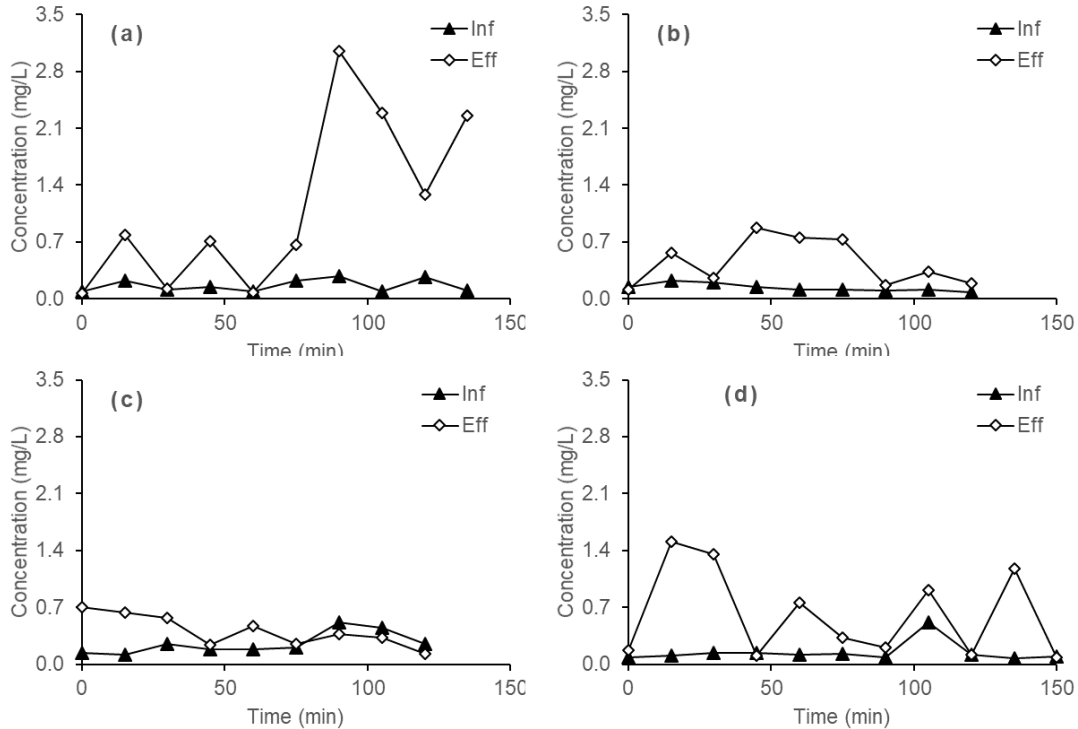 (a)
Inf
Eff
Concentration (mg/L)
3.5
2.8
2.1
1.4
0.7
0.0
0
50
100
150
Time (min)
(b)
Inf
Eff
Concentration (mg/L)
3.5
2.8
2.1
1.4
0.7
0.0
0
50
100
150
Time (min)
(c)
Inf
Eff
Concentration (mg/L)
3.5
2.8
2.1
1.4
0.7
0.0
0
50
100
150
Time (min)
(d)
Inf
Eff
Concentration (mg/L)
3.5
2.8
2.1
1.4
0.7
0.0
0
50
100
150
Time (min)